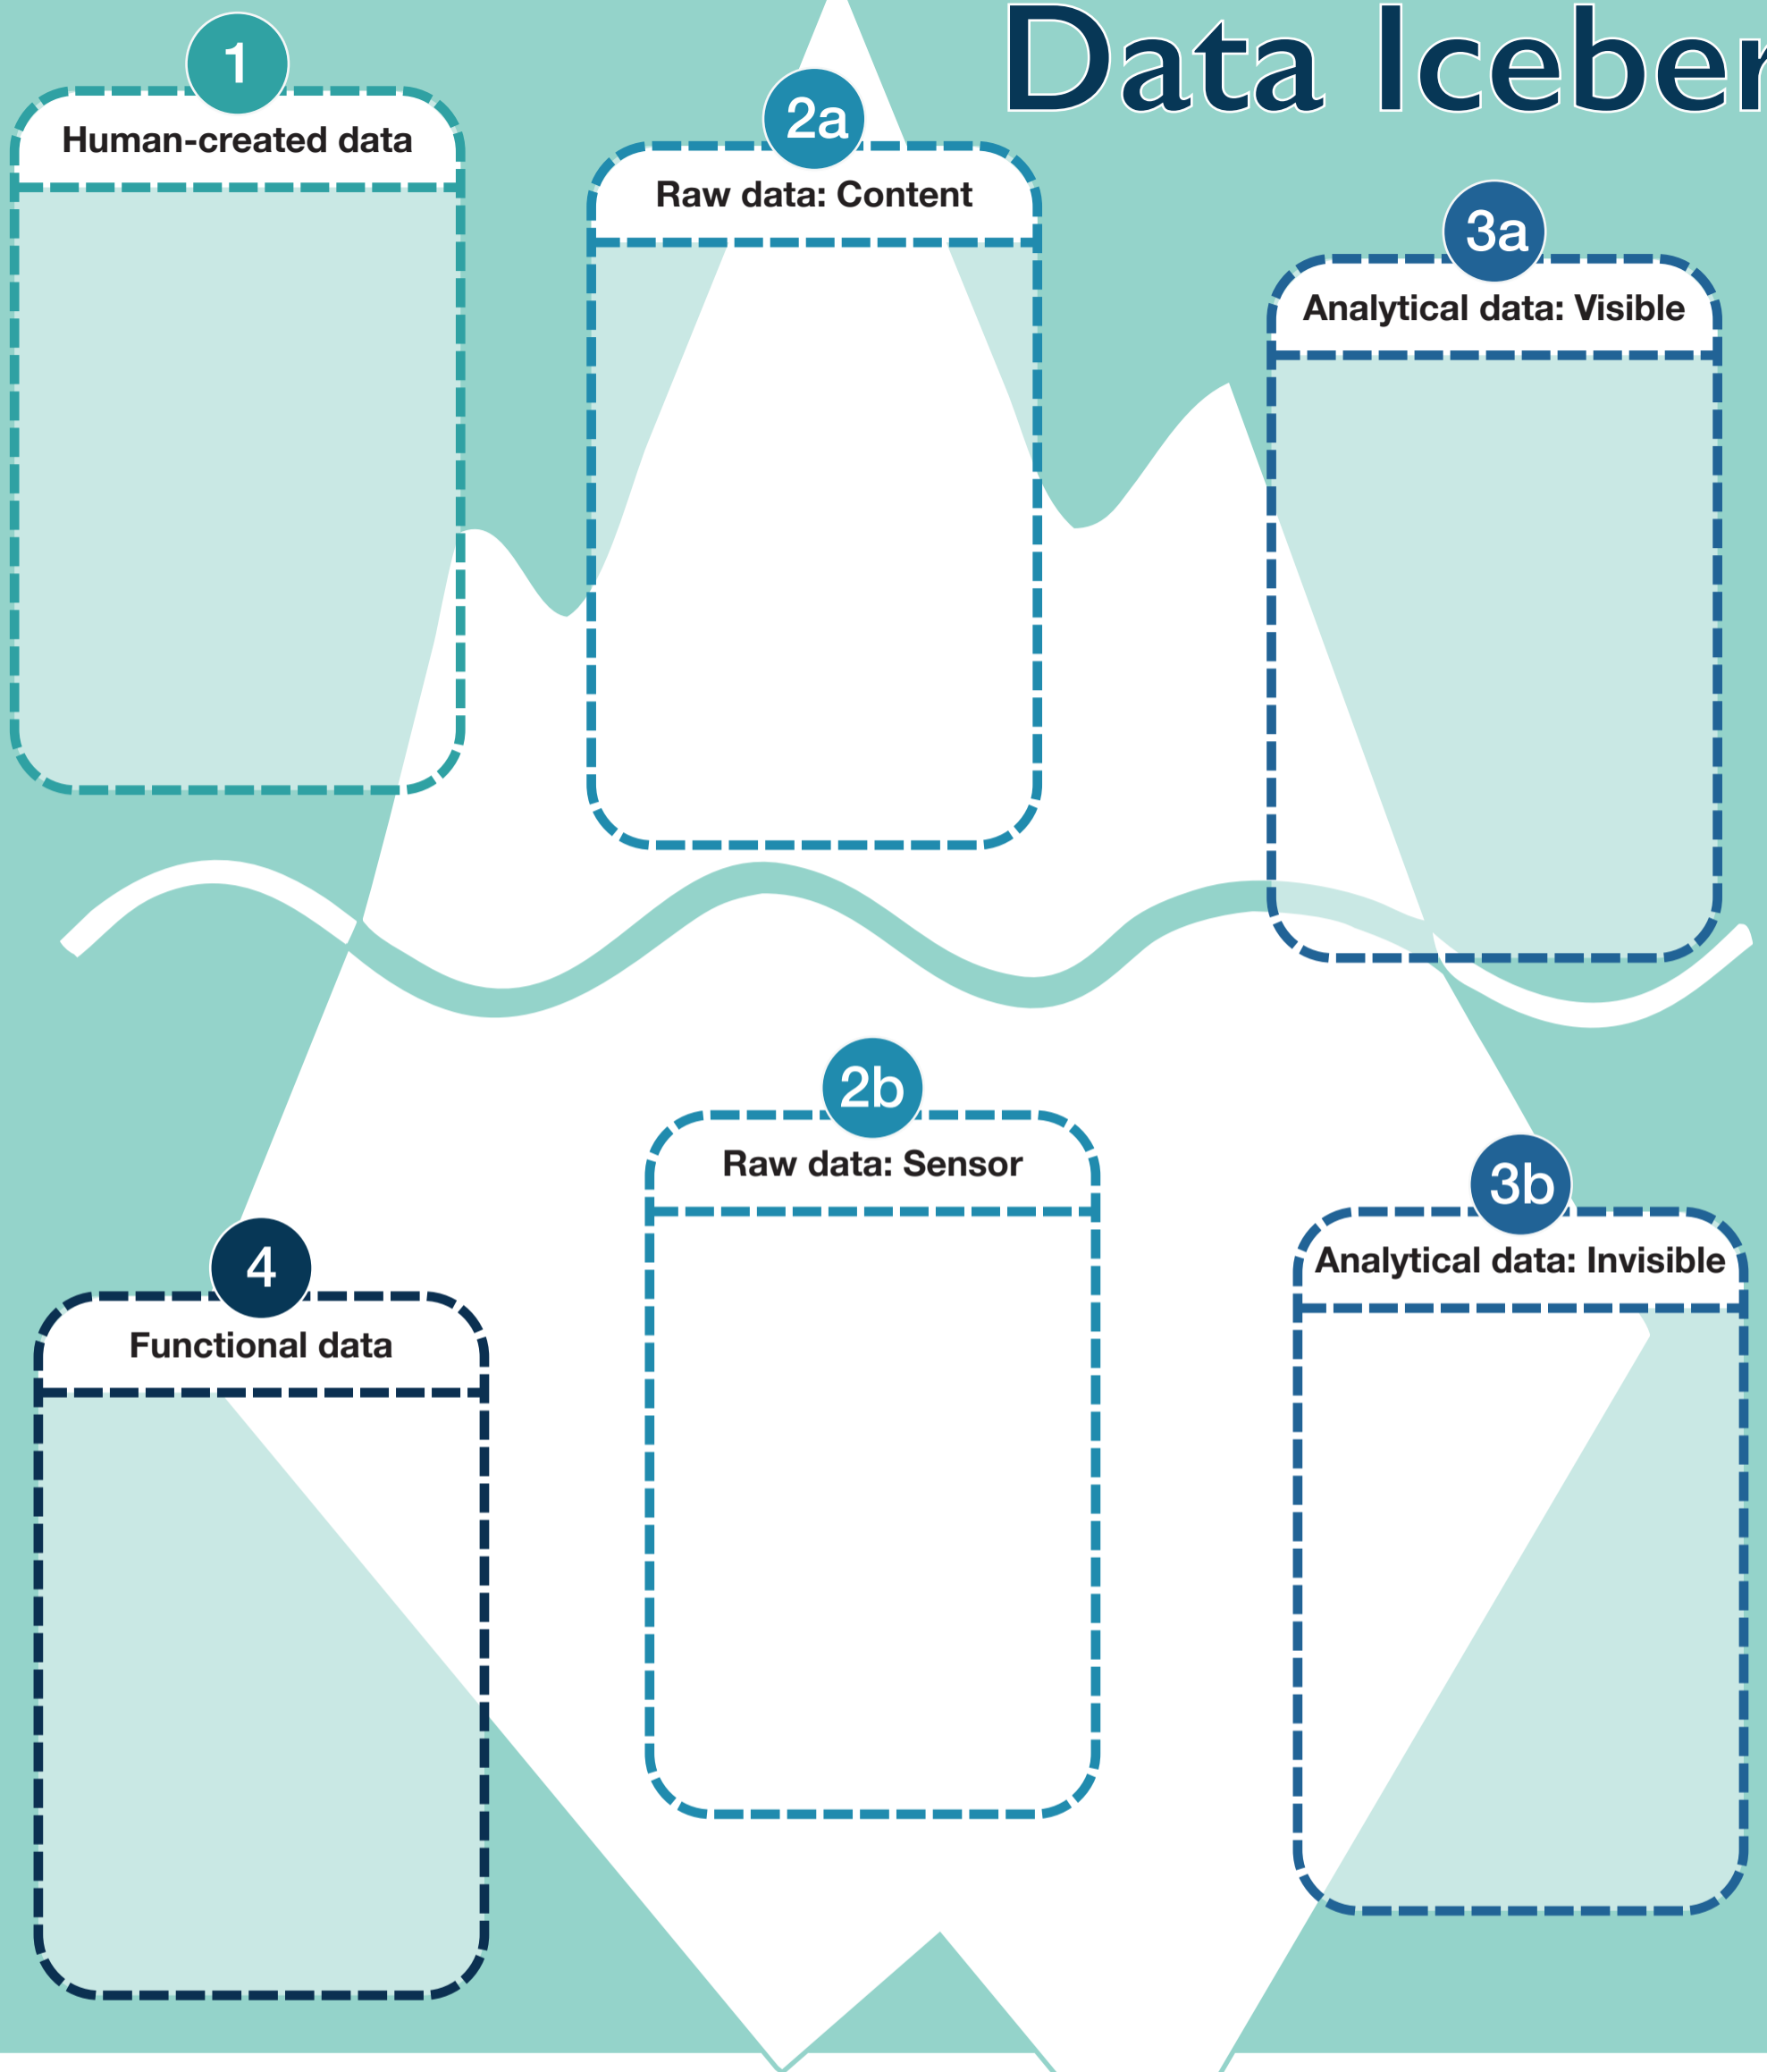 Data Iceber
1
Human-created data
2a
Raw data: Content
3a
Analytical data: Visible
2b
Raw data: Sensor
3b
Analytical data: Invisible
4
Functional data